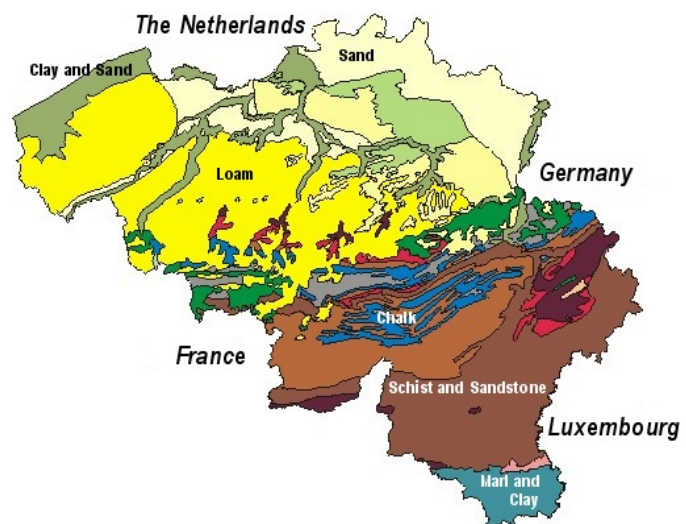 The Netherlands
Sand
Clay and Sand
Loam
Germany
Chalk
France
Schist and Sandstone
Luxembourg
Marl and
Clay